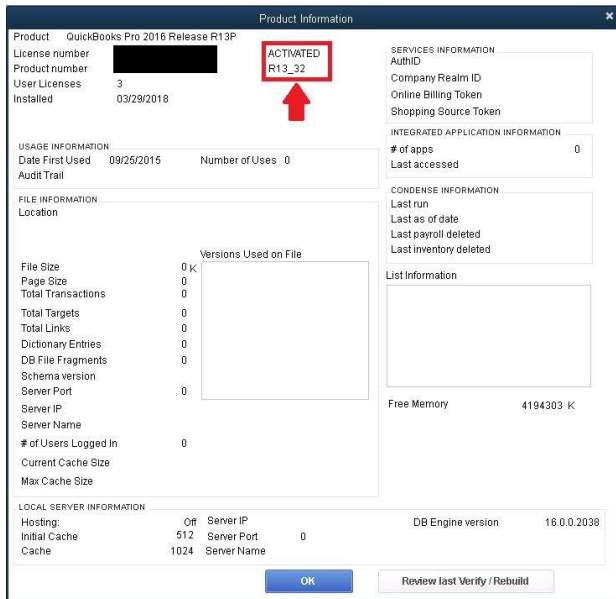 Product Information
Product QuickBooks Pro 2016 Release R13P
License number ACTIVATED
Product number R13_32
User Licenses 3
Installed 03/29/2018
USAGE INFORMATION
Date First Used 09/25/2015 Number of Uses 0
Audit Trail
FILE INFORMATION
Location
Versions Used on File
File Size 0 K
Page Size 0
Total Transactions 0
Total Targets 0
Total Links 0
Dictionary Entries 0
DB File Fragments 0
Schema version
Server Port 0
Server IP
Server Name
# of Users Logged In 0
Current Cache Size
Max Cache Size
SERVICES INFORMATION
AuthID
Company Realm ID
Online Billing Token
Shopping Source Token
INTEGRATED APPLICATION INFORMATION
# of apps 0
Last accessed
CONDENSE INFORMATION
Last run
Last as of date
Last payroll deleted
Last inventory deleted
List Information
Free Memory 4194303 K
LOCAL SERVER INFORMATION
Hosting: Off Server IP DB Engine version 16.0.0.2038
Initial Cache 512 Server Port 0
Cache 1024 Server Name
OK Review last Verify / Rebuild